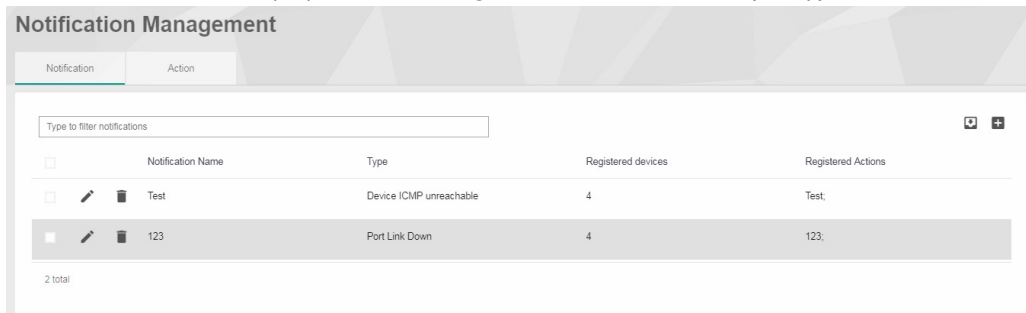 Notification Management
Notification Action
Type to filter notifications
Notification Name Type Registered devices Registered Actions
Test Device ICMP unreachable 4 Test;
123 Port Link Down 4 123;
2 total